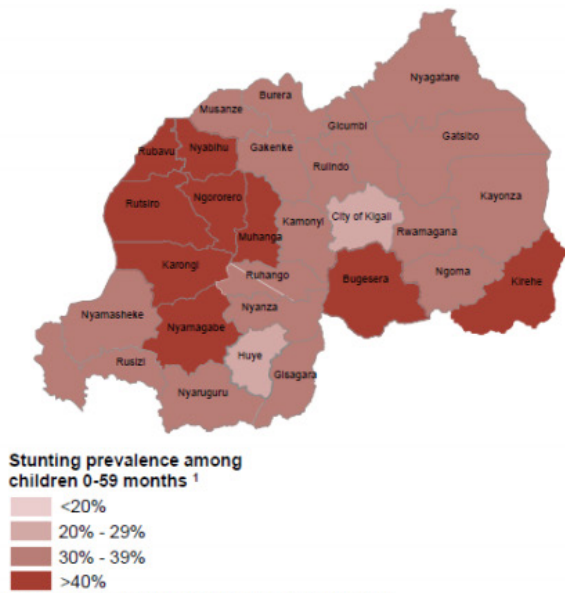 Nyagatare
Burera
Musanze
Gicumbi
Gatsibo
Rubavu
Nyabihu
Gakenke
Rulindo
Ngororero
Kayonza
Rutsiro
Kamonyi
City of Kigali
Muhanga
Rwamagana
Karongi
Ruhango
Bugesera
Ngoma
Kirehe
Nyanza
Nyamasheke
Nyamagabe
Huye
Rusizi
Gisagara
Nyaruguru
Stunting prevalence among
children 0-59 months ¹
<20%
20% - 29%
30% - 39%
>40%